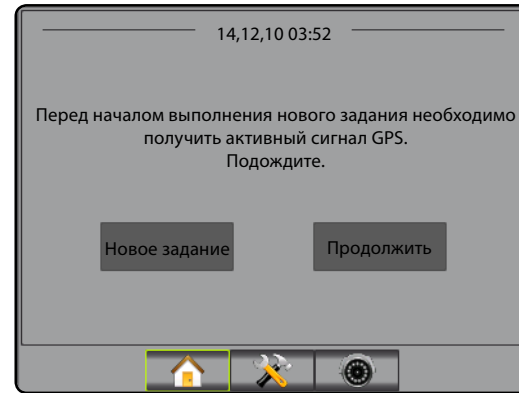 14,12,10 03:52
Перед началом выполнения нового задания необходимо
получить активный сигнал GPS.
Подождите.
Новое задание
Продолжить